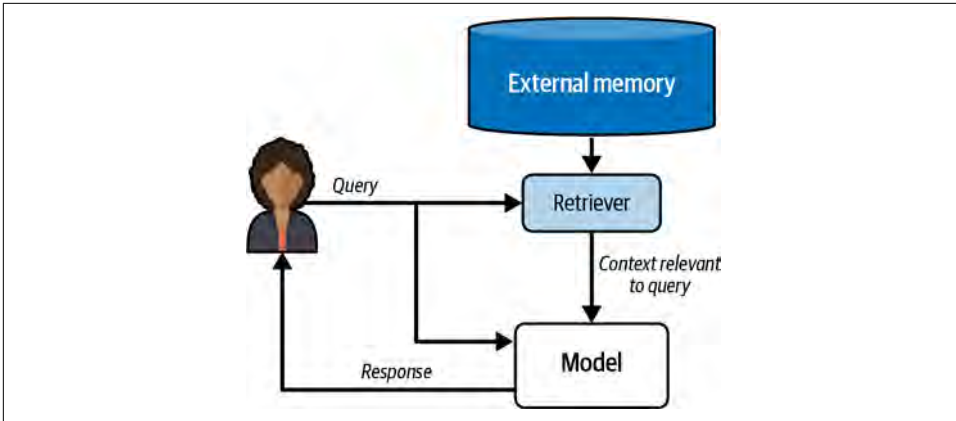 External memory
Query
Retriever
Context relevant
to query
Model
Response